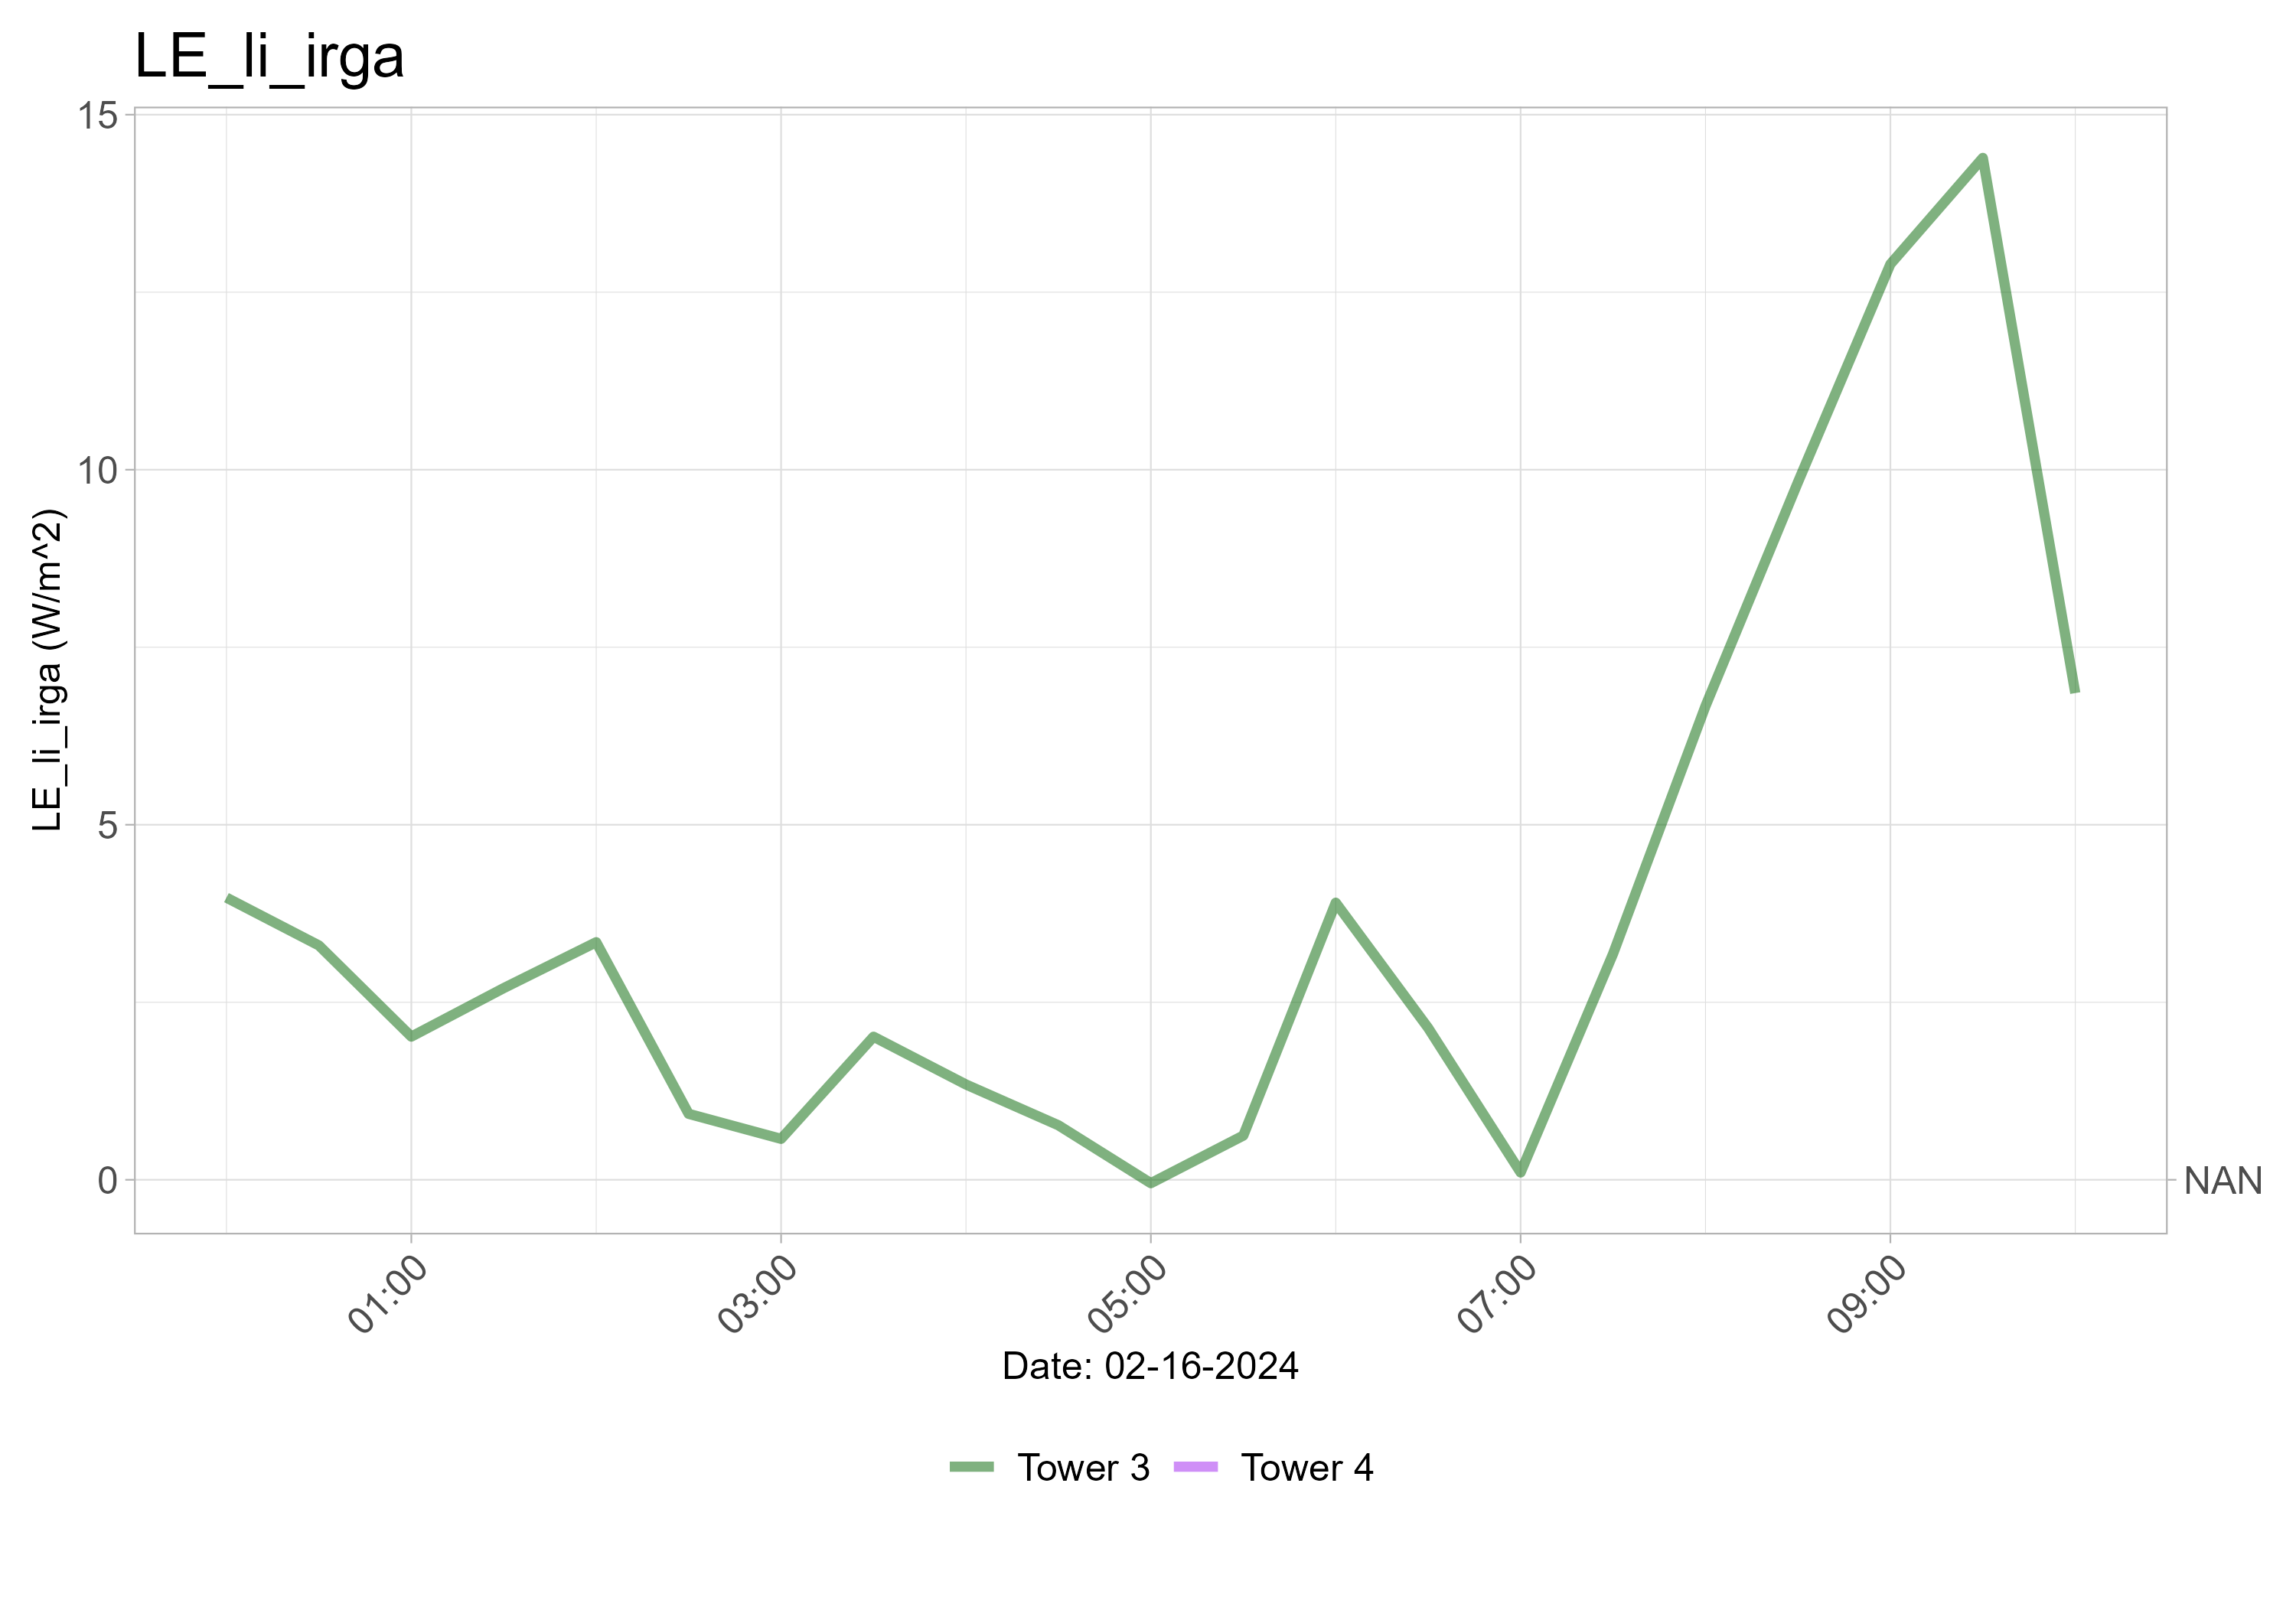 LE_li_irga
15
10
5
0
LE_li_irga (W/m^2)
NAN
01:00
03:00
05:00
07:00
09:00
Date: 02-16-2024
Tower 3
Tower 4